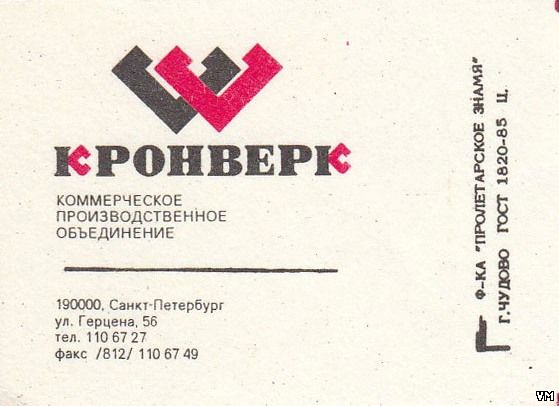 КРОНВЕРК
КОММЕРЧЕСКОЕ
ПРОИЗВОДСТВЕННОЕ
ОБЪЕДИНЕНИЕ
190000, Санкт-Петербург
ул. Герцена, 56
тел. 110 67 27
факс /812/ 110 67 49
Ф-КА "ПРОЛЕТАРСКОЕ ЗНАМЯ"
Г.ЧУДОВО ГОСТ 1820-85 Ц.
VM